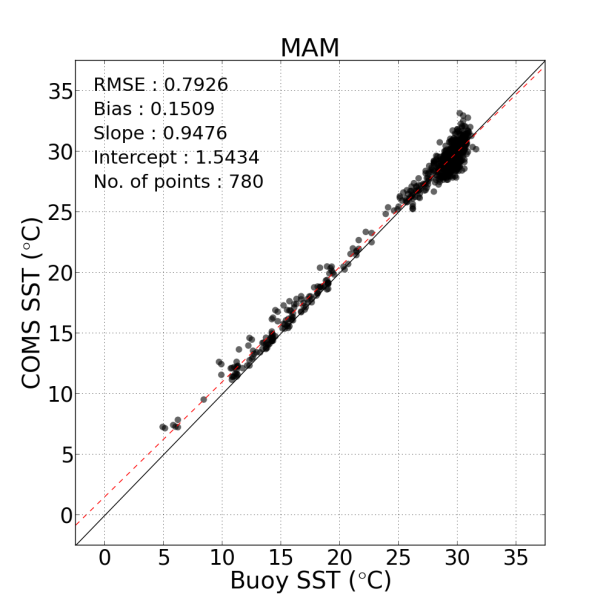 MAM
RMSE : 0.7926
Bias : 0.1509
Slope : 0.9476
Intercept : 1.5434
No. of points : 780
35
30
25
20
15
10
5
0
COMS SST (°C)
0 5 10 15 20 25 30 35
Buoy SST (°C)